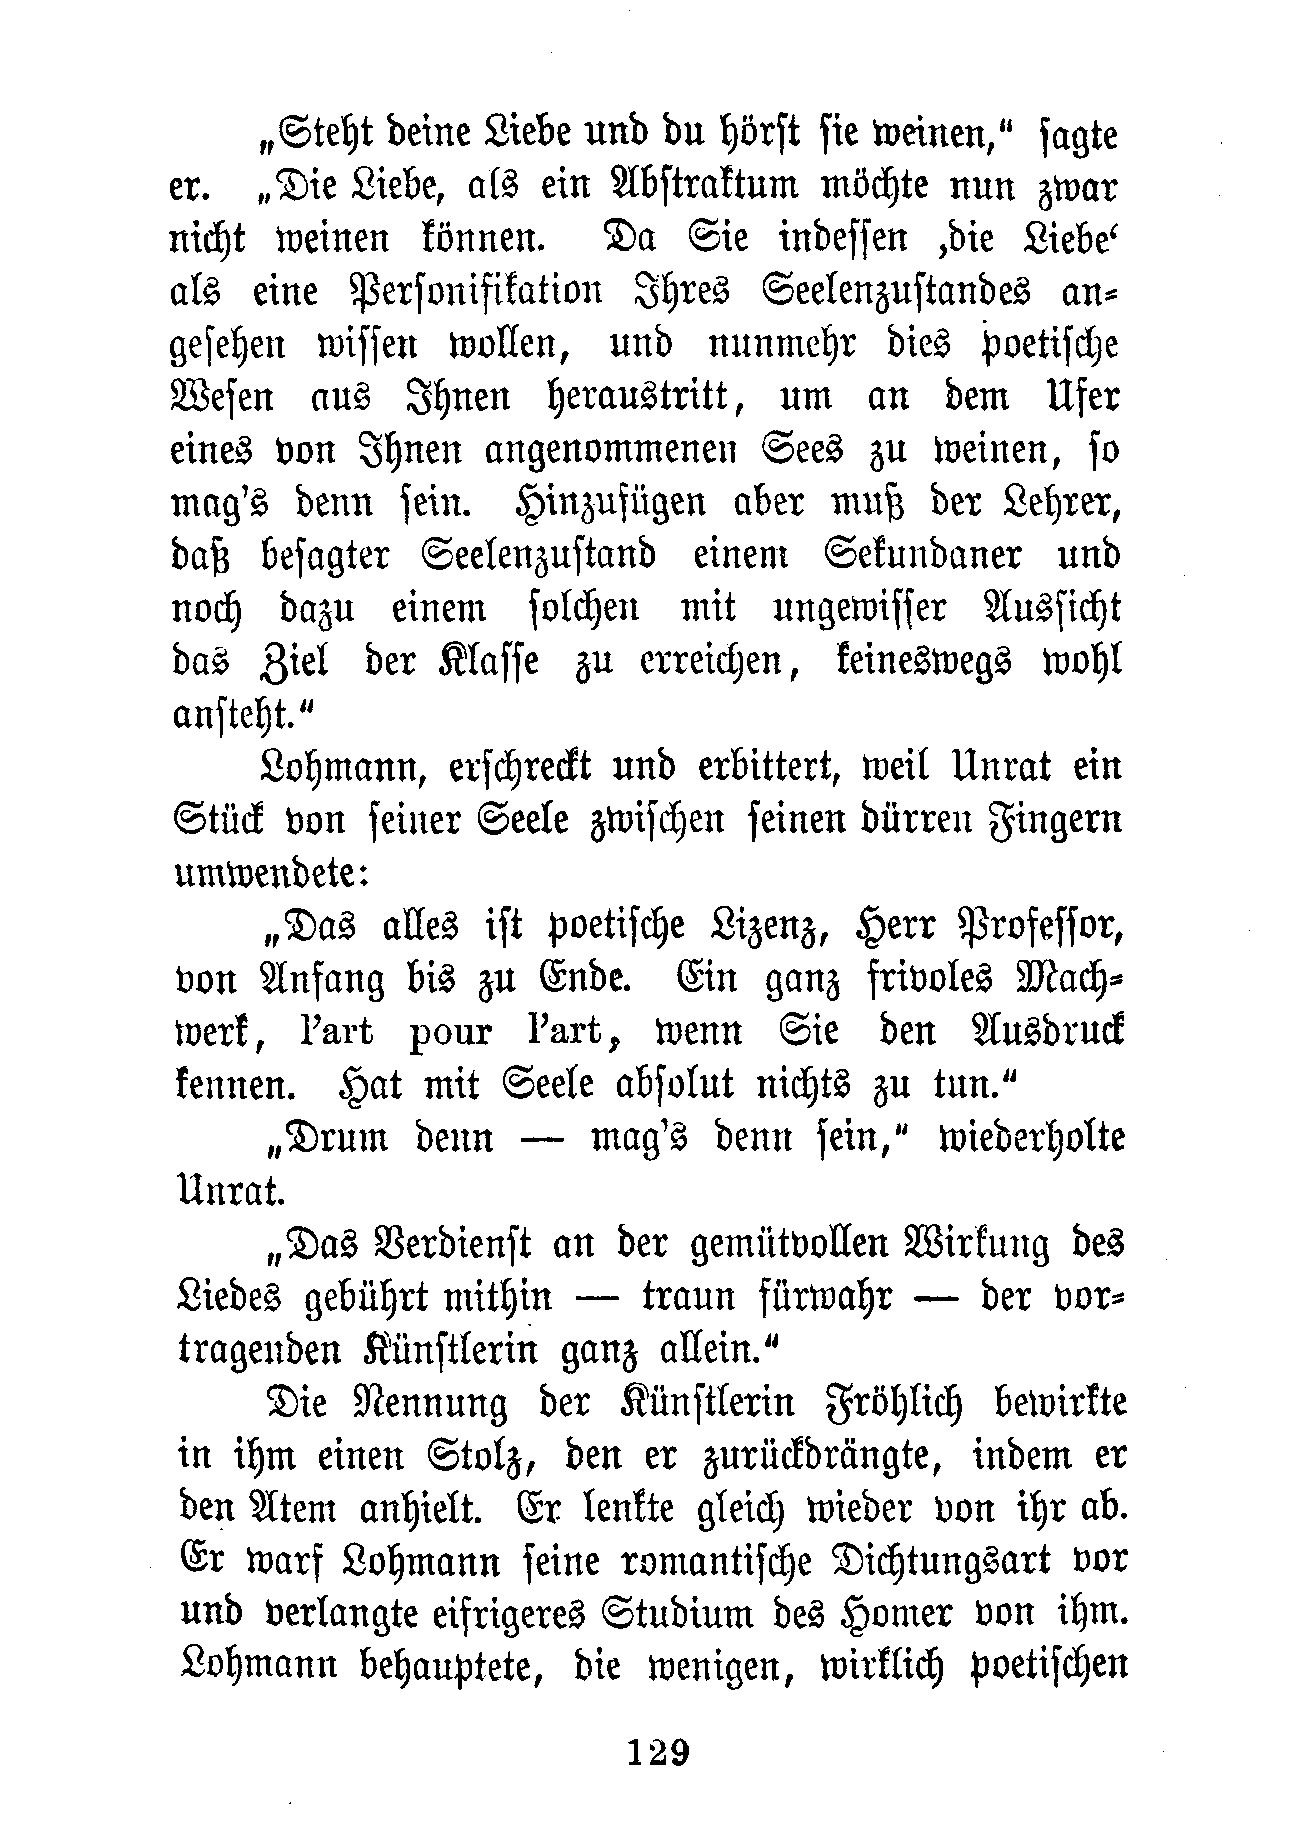 „Steht deine Liebe und du hörst sie weinen,“ sagte
er. „Die Liebe, als ein Abstraktum möchte nun zwar
nicht weinen können. Da Sie indessen ‚die Liebe‘
als eine Personifikation Ihres Seelenzustandes an-
gesehen wissen wollen, und nunmehr dies poetische
Wesen aus Ihnen heraustritt, um an dem Ufer
eines von Ihnen angenommenen Sees zu weinen, so
mag's denn sein. Hinzufügen aber muß der Lehrer,
daß besagter Seelenzustand einem Sekundaner und
noch dazu einem solchen mit ungewisser Aussicht
das Ziel der Klasse zu erreichen, keineswegs wohl
ansteht.“
Lohmann, erschreckt und erbittert, weil Unrat ein
Stück von seiner Seele zwischen seinen dürren Fingern
umwendete:
„Das alles ist poetische Lizenz, Herr Professor,
von Anfang bis zu Ende. Ein ganz frivoles Mach-
werk, l'art pour l'art, wenn Sie den Ausdruck
kennen. Hat mit Seele absolut nichts zu tun.“
„Drum denn — mag's denn sein,“ wiederholte
Unrat.
„Das Verdienst an der gemütvollen Wirkung des
Liedes gebührt mithin — traun fürwahr — der vor-
tragenden Künstlerin ganz allein.“
Die Nennung der Künstlerin Fröhlich bewirkte
in ihm einen Stolz, den er zurückdrängte, indem er
den Atem anhielt. Er lenkte gleich wieder von ihr ab.
Er warf Lohmann seine romantische Dichtungsart vor
und verlangte eifrigeres Studium des Homer von ihm.
Lohmann behauptete, die wenigen, wirklich poetischen
129